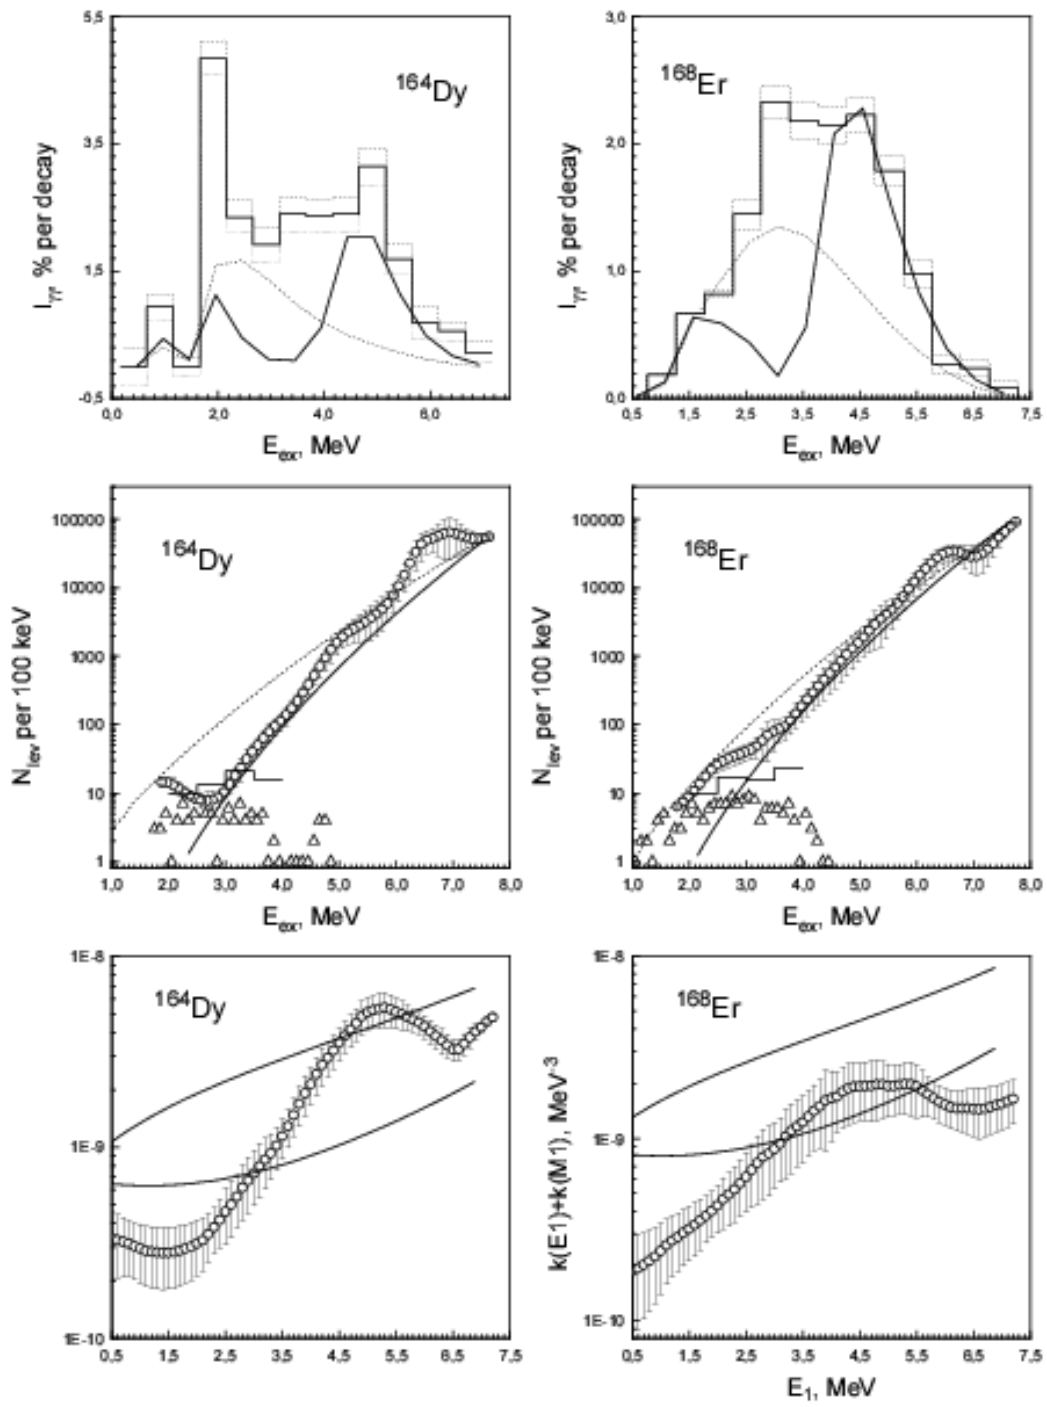 5,5
3,5
1,5
-0,5
0,0
2,0
4,0
6,0
I_γγ, % per decay
E_ex, MeV
¹⁶⁴Dy
3,0
2,0
1,0
0,0
0,5
1,5
2,5
3,5
4,5
5,5
6,5
7,5
I_γγ, % per decay
E_ex, MeV
¹⁶⁸Er
100000
10000
1000
100
10
1
1,0
2,0
3,0
4,0
5,0
6,0
7,0
8,0
N_lev per 100 keV
E_ex, MeV
¹⁶⁴Dy
100000
10000
1000
100
10
1
1,0
2,0
3,0
4,0
5,0
6,0
7,0
8,0
N_lev per 100 keV
E_ex, MeV
¹⁶⁸Er
1E-8
1E-9
1E-10
0,5
1,5
2,5
3,5
4,5
5,5
6,5
7,5
¹⁶⁴Dy
1E-8
1E-9
1E-10
0,5
1,5
2,5
3,5
4,5
5,5
6,5
7,5
k(E1)+k(M1), MeV⁻³
E₁, MeV
¹⁶⁸Er